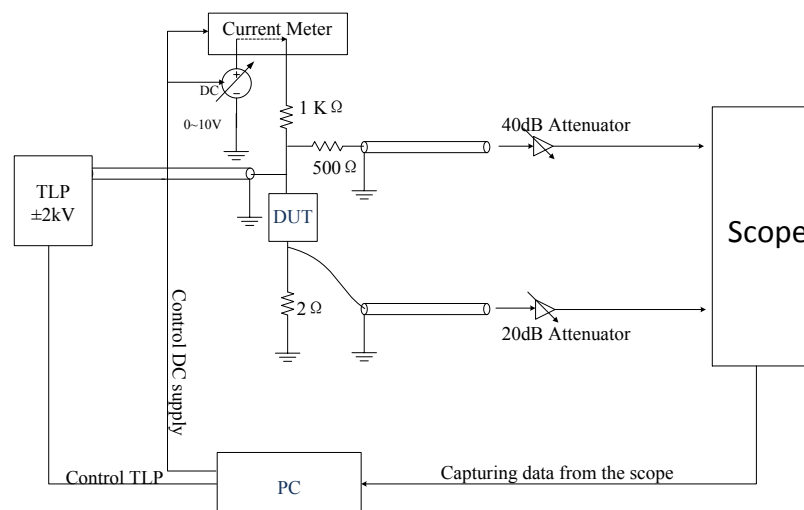 Current Meter
+
DC
−
0~10V
1 K Ω
500 Ω
40dB Attenuator
TLP
±2kV
DUT
Scope
2 Ω
20dB Attenuator
Control DC supply
Control TLP
PC
Capturing data from the scope